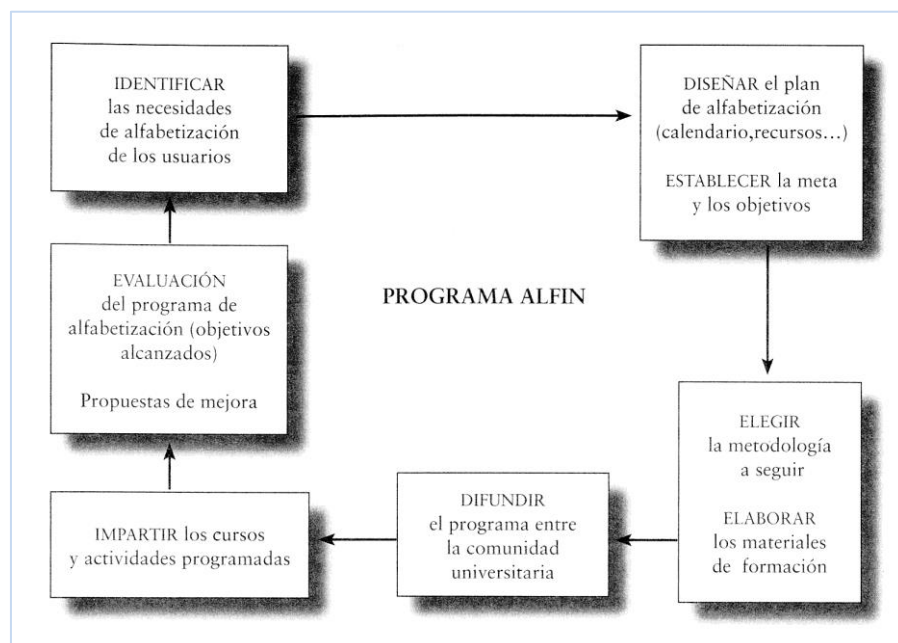 IDENTIFICAR
las necesidades
de alfabetización
de los usuarios
DISEÑAR el plan
de alfabetización
(calendario,recursos...)
ESTABLECER la meta
y los objetivos
EVALUACIÓN
del programa de
alfabetización (objetivos
alcanzados)
Propuestas de mejora
PROGRAMA ALFIN
ELEGIR
la metodología
a seguir
ELABORAR
los materiales
de formación
DIFUNDIR
el programa entre
la comunidad
universitaria
IMPARTIR los cursos
y actividades programadas